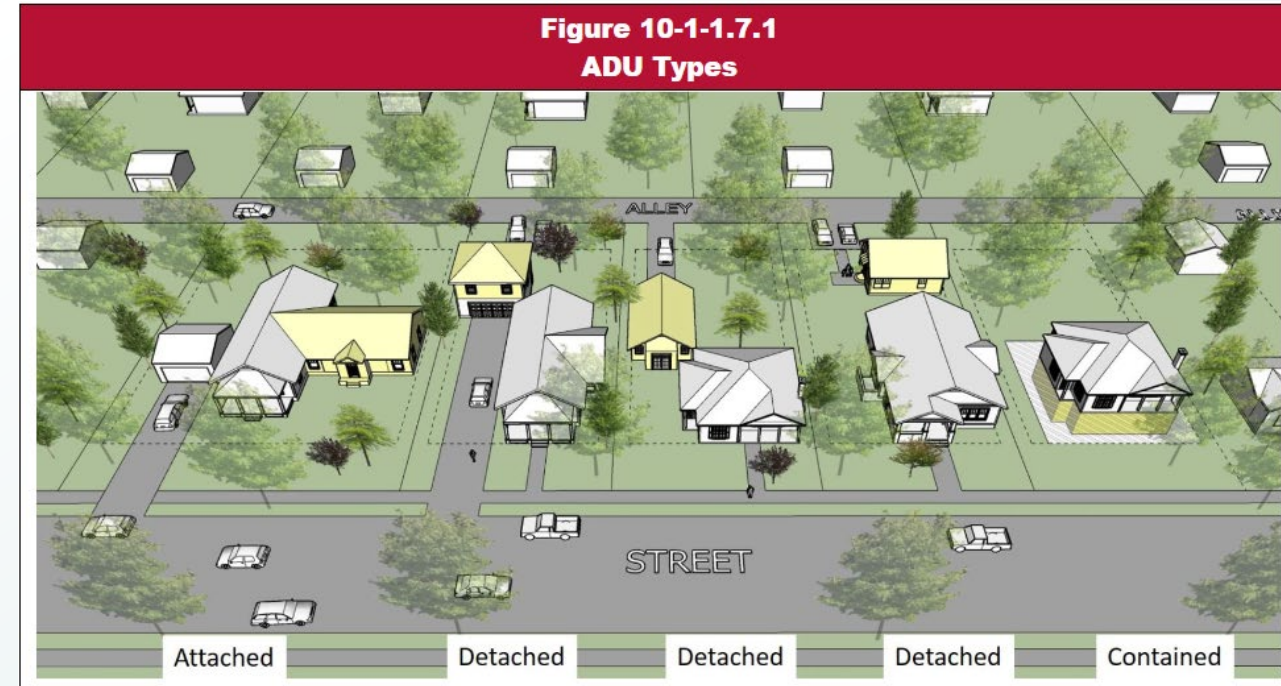 Figure 10-1-1.7.1
ADU Types
ALLEY
STREET
Attached Detached Detached Detached Contained